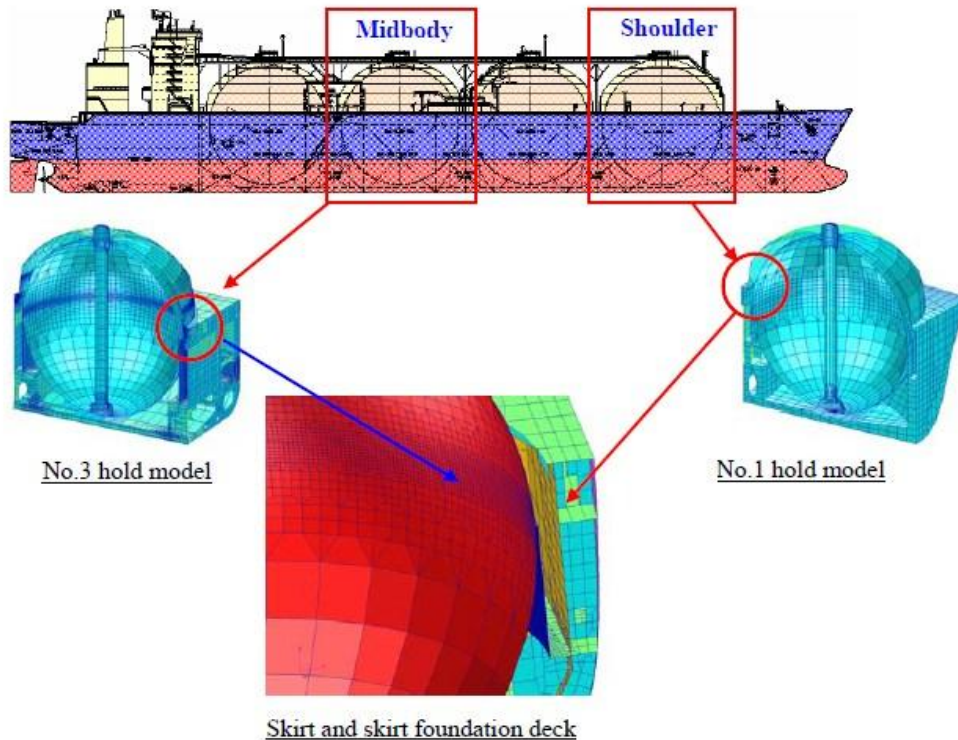 Midbody
Shoulder
No.3 hold model
No.1 hold model
Skirt and skirt foundation deck